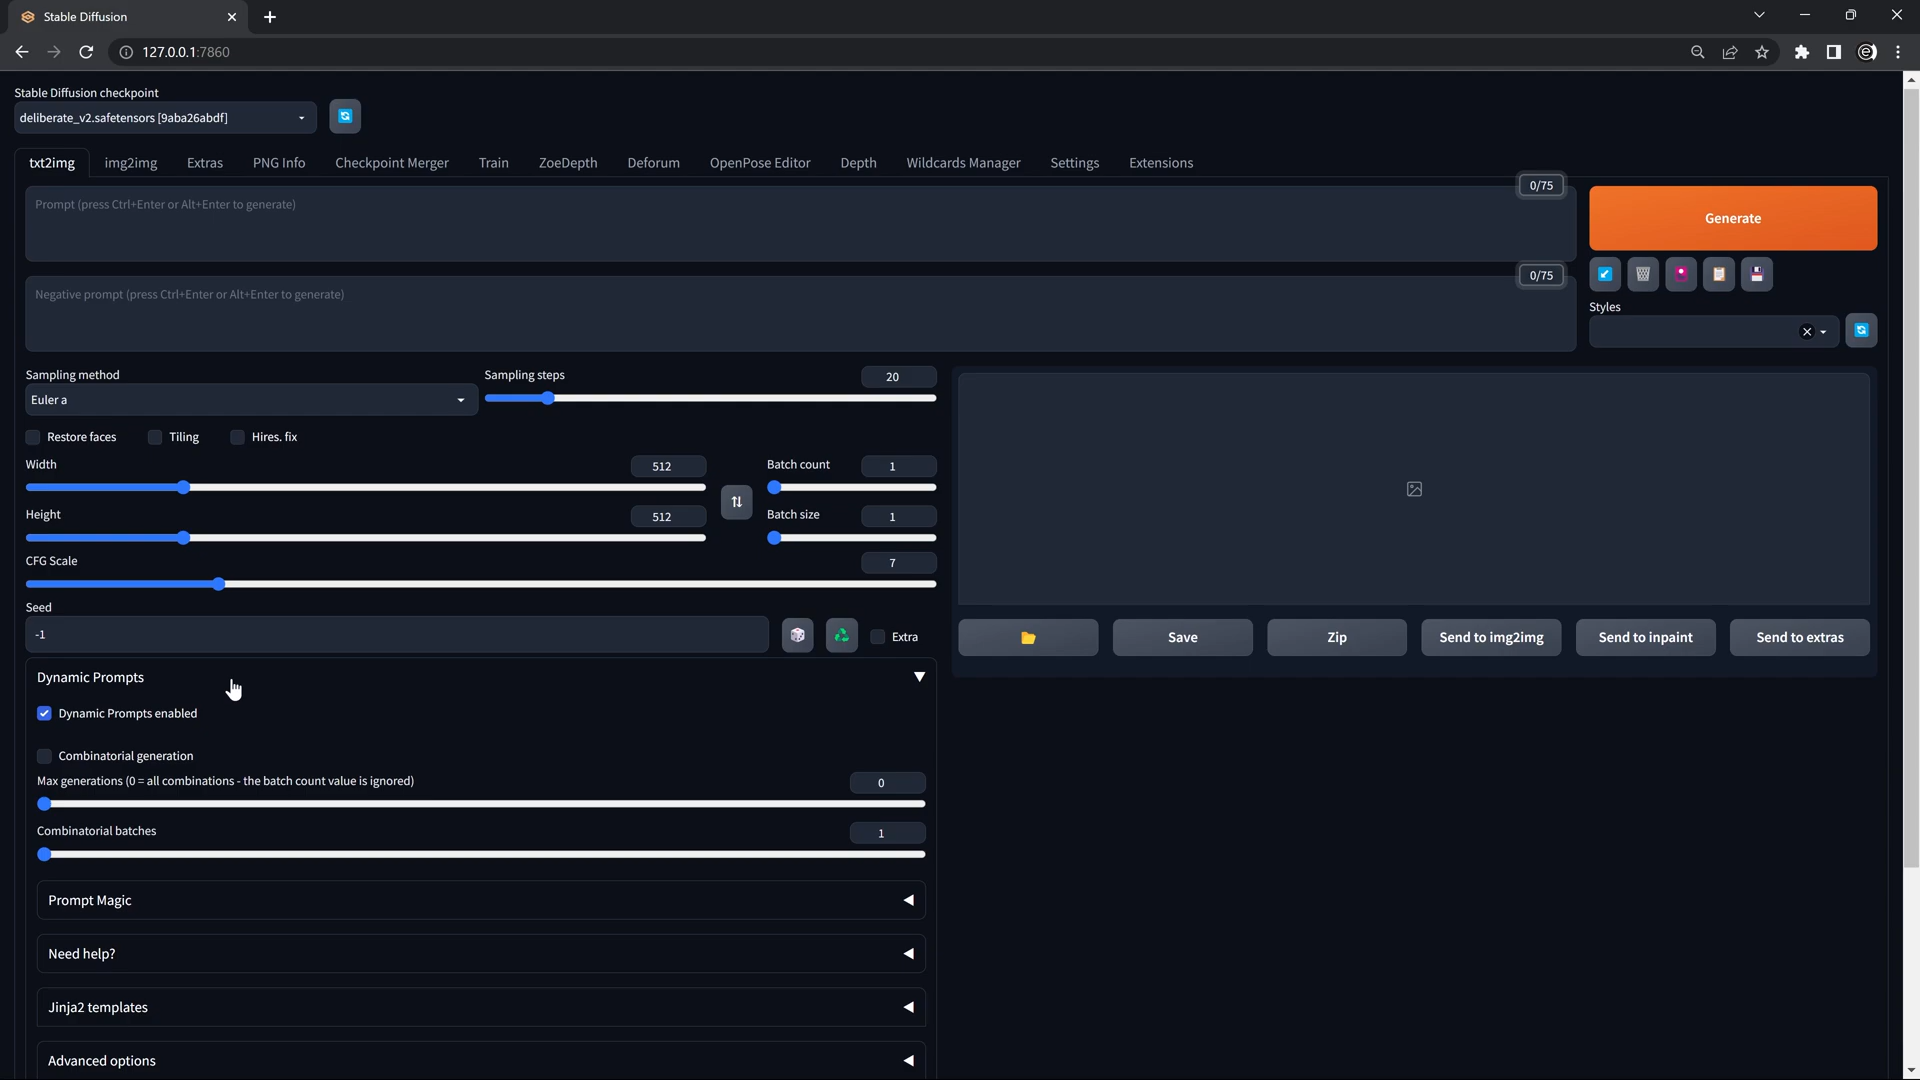 Stable Diffusion
127.0.0.1:7860
Stable Diffusion checkpoint
deliberate_v2.safetensors [9aba26abdf]
txt2img img2img Extras PNG Info Checkpoint Merger Train ZoeDepth Deforum OpenPose Editor Depth Wildcards Manager Settings Extensions
0/75
Prompt (press Ctrl+Enter or Alt+Enter to generate)
Generate
0/75
Negative prompt (press Ctrl+Enter or Alt+Enter to generate)
Styles
Sampling method
Euler a
Sampling steps
20
Restore faces Tiling Hires. fix
Width 512
Batch count 1
Height 512
Batch size 1
CFG Scale 7
Seed
-1
Extra
Save Zip Send to img2img Send to inpaint Send to extras
Dynamic Prompts
Dynamic Prompts enabled
Combinatorial generation
Max generations (0 = all combinations - the batch count value is ignored) 0
Combinatorial batches 1
Prompt Magic
Need help?
Jinja2 templates
Advanced options